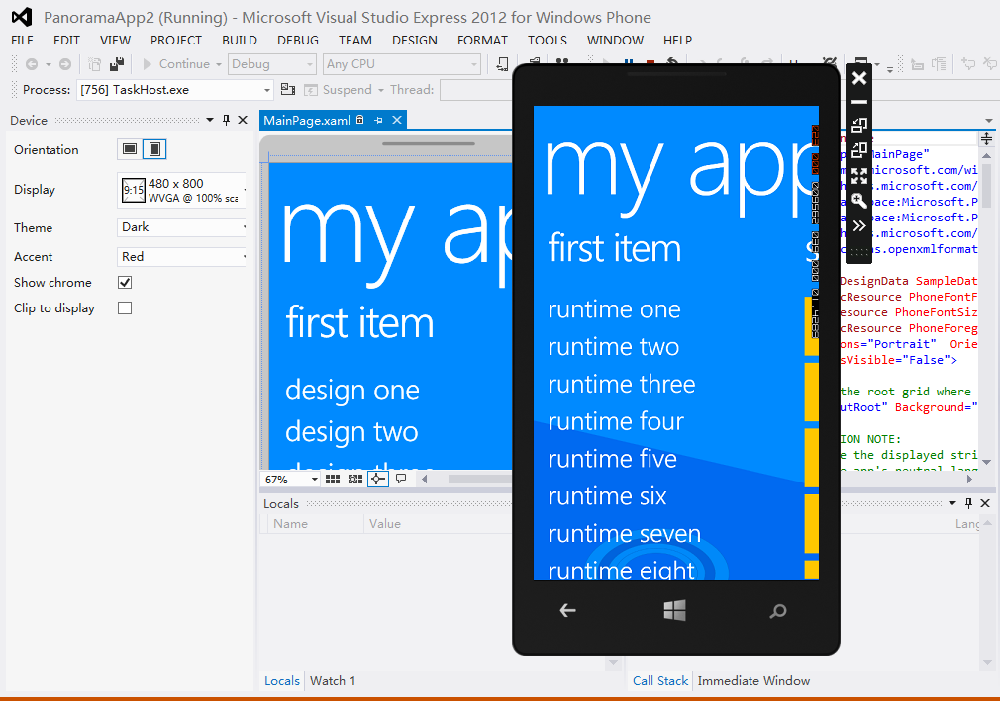 PanoramaApp2 (Running) - Microsoft Visual Studio Express 2012 for Windows Phone
FILE EDIT VIEW PROJECT BUILD DEBUG TEAM DESIGN FORMAT TOOLS WINDOW HELP
Continue Debug Any CPU
Process: [756] TaskHost.exe Suspend Thread:
Device
Orientation
Display 9:15 480 x 800
WVGA @ 100% sca
Theme Dark
Accent Red
Show chrome
Clip to display
MainPage.xaml
my ap
first item
design one
design two
design three
67%
my app
first item
s
runtime one
runtime two
runtime three
runtime four
runtime five
runtime six
runtime seven
runtime eight
MainPage"
microsoft.com/wi
s.microsoft.com/
space:Microsoft.P
space:Microsoft.P
s.microsoft.com/
s.openxmlformat
DesignData SampleDat
cResource PhoneFontF
esource PhoneFontSiz
cResource PhoneForeg
ons="Portrait" Orie
sVisible="False">
the root grid where
utRoot" Background="
ION NOTE:
e the displayed stri
Locals
Name Value
Lang
Locals Watch 1
Call Stack Immediate Window